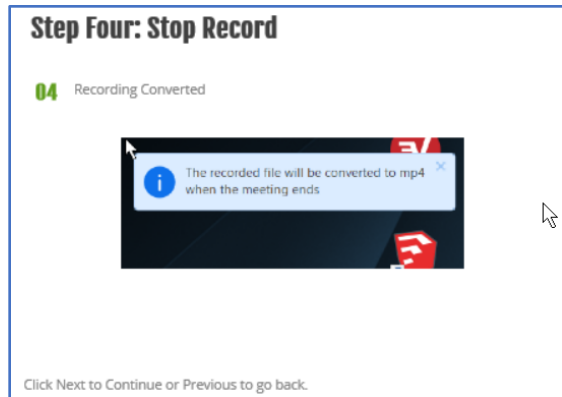 Step Four: Stop Record
04 Recording Converted
The recorded file will be converted to mp4
when the meeting ends
Click Next to Continue or Previous to go back.